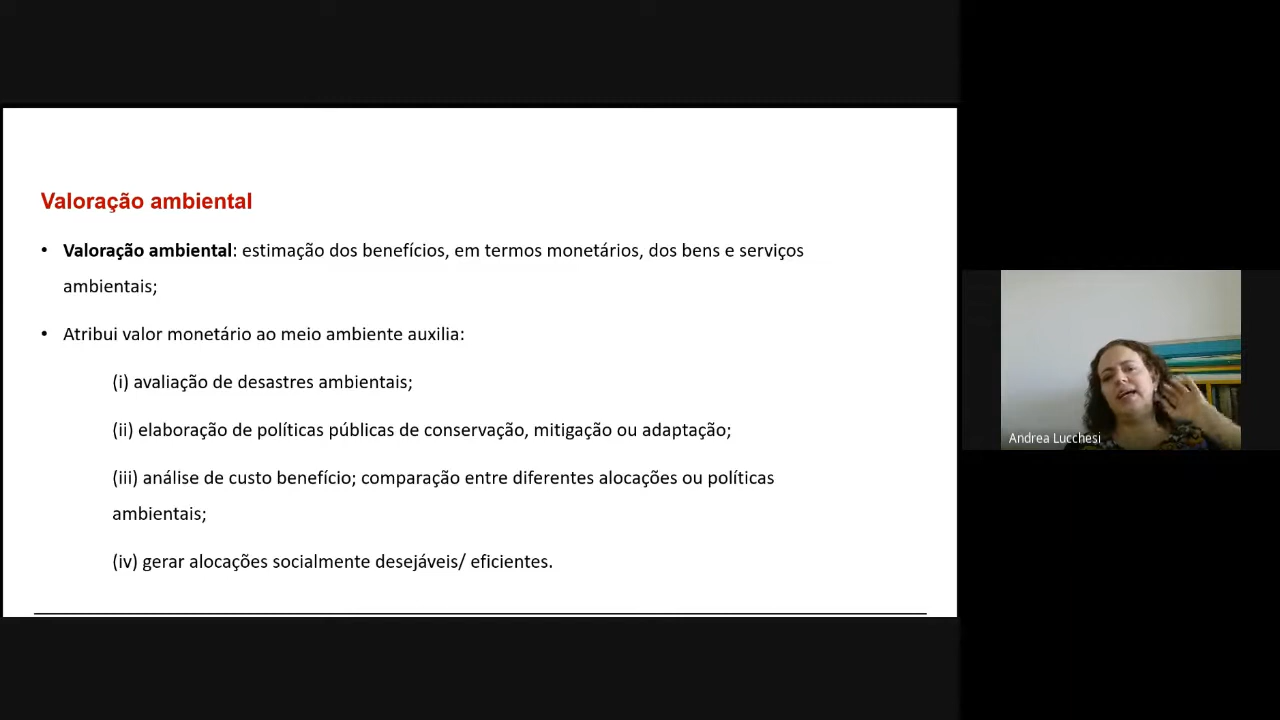 Valoração ambiental
• Valoração ambiental: estimação dos benefícios, em termos monetários, dos bens e serviços
ambientais;
• Atribui valor monetário ao meio ambiente auxilia:
(i) avaliação de desastres ambientais;
(ii) elaboração de políticas públicas de conservação, mitigação ou adaptação;
(iii) análise de custo benefício; comparação entre diferentes alocações ou políticas
ambientais;
(iv) gerar alocações socialmente desejáveis/ eficientes.
Andrea Lucchesi